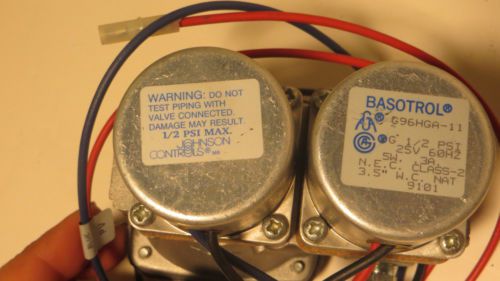 WARNING: DO NOT
TEST PIPING WITH
VALVE CONNECTED.
DAMAGE MAY RESULT.
1/2 PSI MAX.
JOHNSON
CONTROLS®
BASOTROL®
G96HGA-11
G 1/2 PSI
25V 60HZ
5W. .3A.
N.E.C. CLASS-2
3.5" W.C. NAT
9101